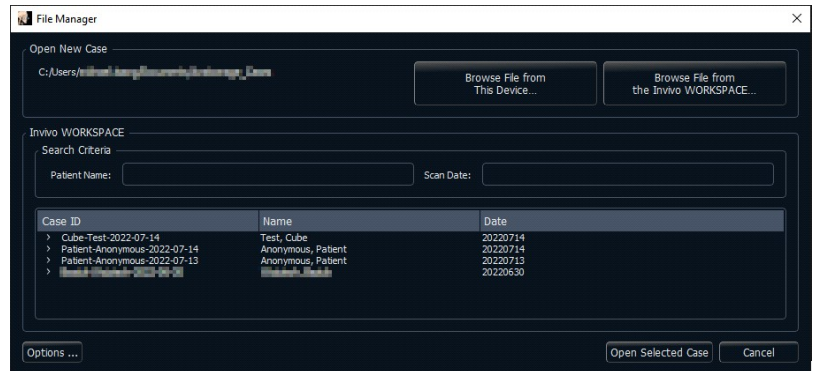 File Manager
Open New Case
C:/Users/
Browse File from
This Device...
Browse File from
the Invivo WORKSPACE...
Invivo WORKSPACE
Search Criteria
Patient Name:
Scan Date:
Case ID Name Date
> Cube-Test-2022-07-14 Test, Cube 20220714
> Patient-Anonymous-2022-07-14 Anonymous, Patient 20220714
> Patient-Anonymous-2022-07-13 Anonymous, Patient 20220713
> 20220630
Options ...
Open Selected Case
Cancel